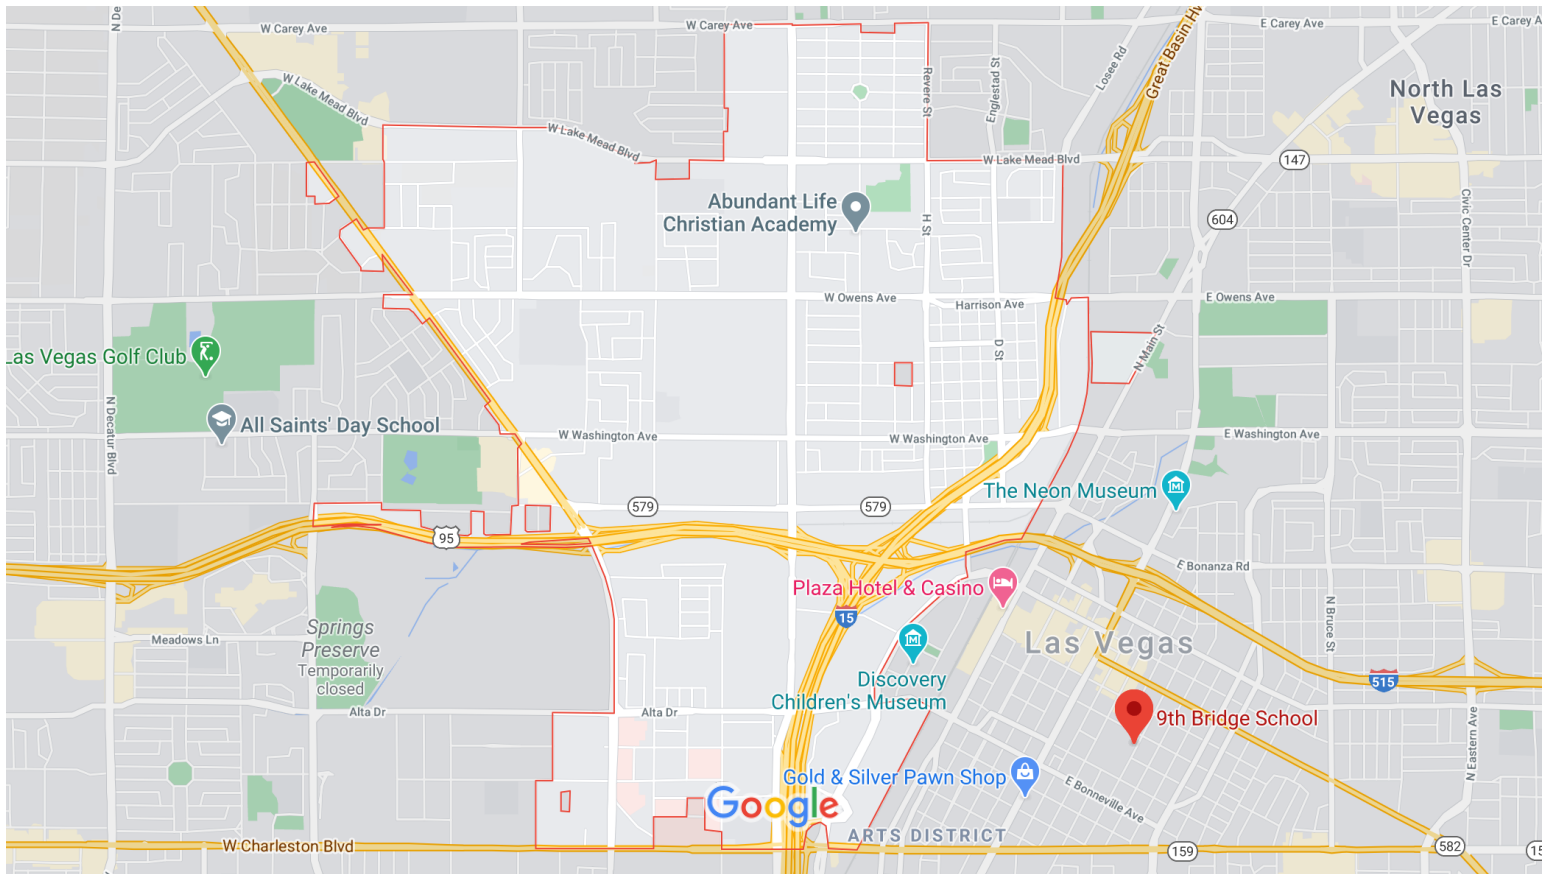 W Carey Ave
W Carey Ave
E Carey Ave
E Carey A
N De
Great Basin Hw
Losee Rd
Revere St
Englestad St
W Lake Mead Blvd
W Lake Mead Blvd
W Lake Mead Blvd
North Las
Vegas
147
604
Civic Center Dr
Abundant Life
Christian Academy
H St
W Owens Ave
Harrison Ave
E Owens Ave
Las Vegas Golf Club
D St
N Main St
N Decatur Blvd
All Saints' Day School
W Washington Ave
W Washington Ave
E Washington Ave
The Neon Museum
579
579
95
E Bonanza Rd
Plaza Hotel & Casino
15
N Bruce St
Springs
Preserve
Temporarily
closed
Meadows Ln
Las Vegas
Discovery
Children's Museum
515
Alta Dr
Alta Dr
9th Bridge School
N Eastern Ave
Gold & Silver Pawn Shop
E Bonneville Ave
Google
ARTS DISTRICT
W Charleston Blvd
159
582
15